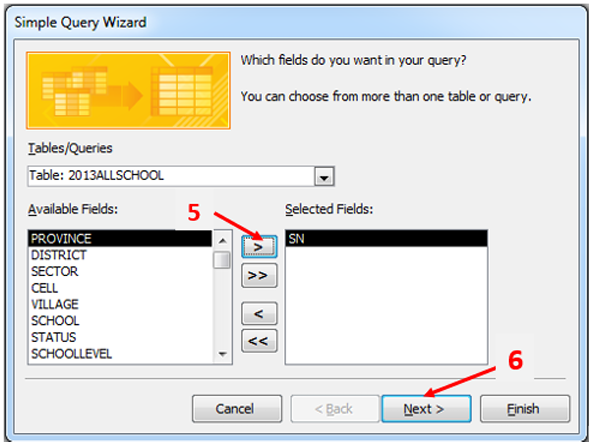 Simple Query Wizard
Which fields do you want in your query?
You can choose from more than one table or query.
Tables/Queries
Table: 2013ALLSCHOOL
Available Fields:
5
Selected Fields:
PROVINCE
DISTRICT
SECTOR
CELL
VILLAGE
SCHOOL
STATUS
SCHOOLLEVEL
>
>>
<
<<
SN
6
Cancel
< Back
Next >
Finish